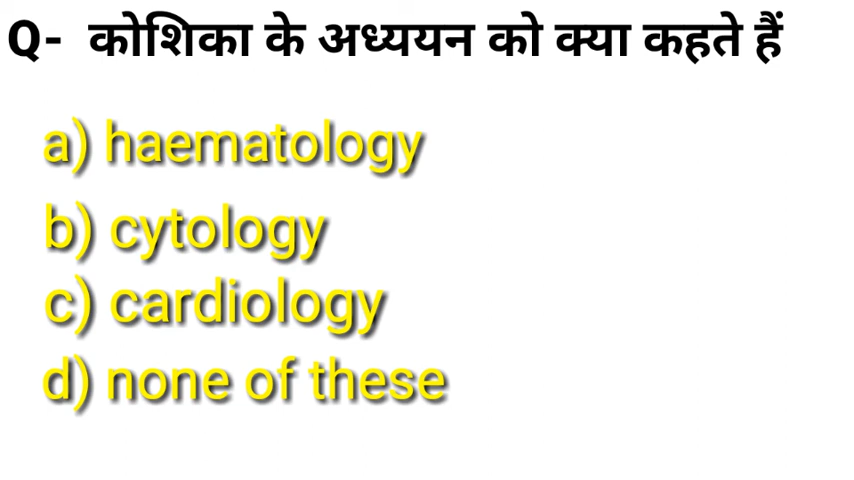 Q- कोशिका के अध्ययन को क्या कहते हैं
a) haematology
b) cytology
c) cardiology
d) none of these